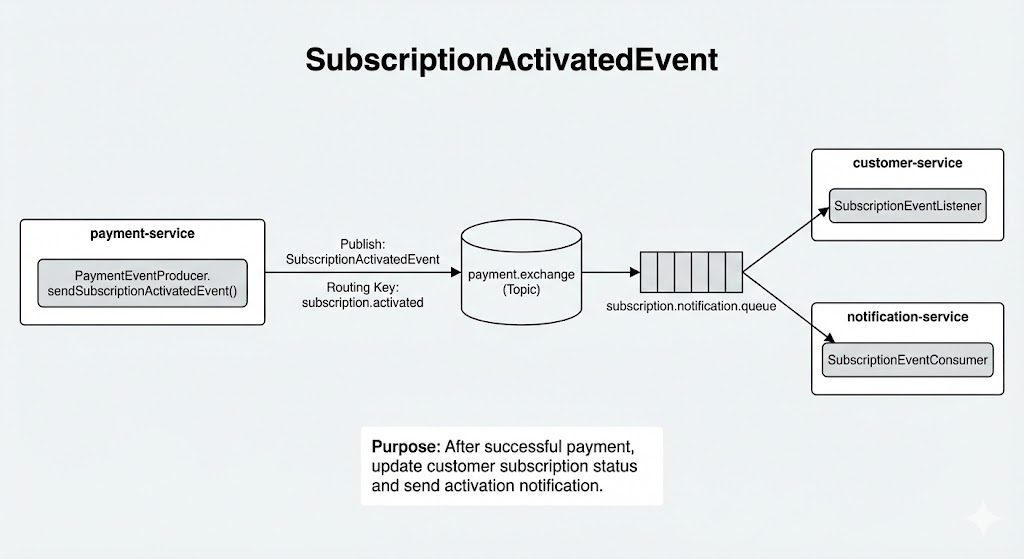 SubscriptionActivatedEvent
payment-service
PaymentEventProducer.
sendSubscriptionActivatedEvent()
Publish:
SubscriptionActivatedEvent
Routing Key:
subscription.activated
payment.exchange
(Topic)
subscription.notification.queue
customer-service
SubscriptionEventListener
notification-service
SubscriptionEventConsumer
Purpose: After successful payment,
update customer subscription status
and send activation notification.